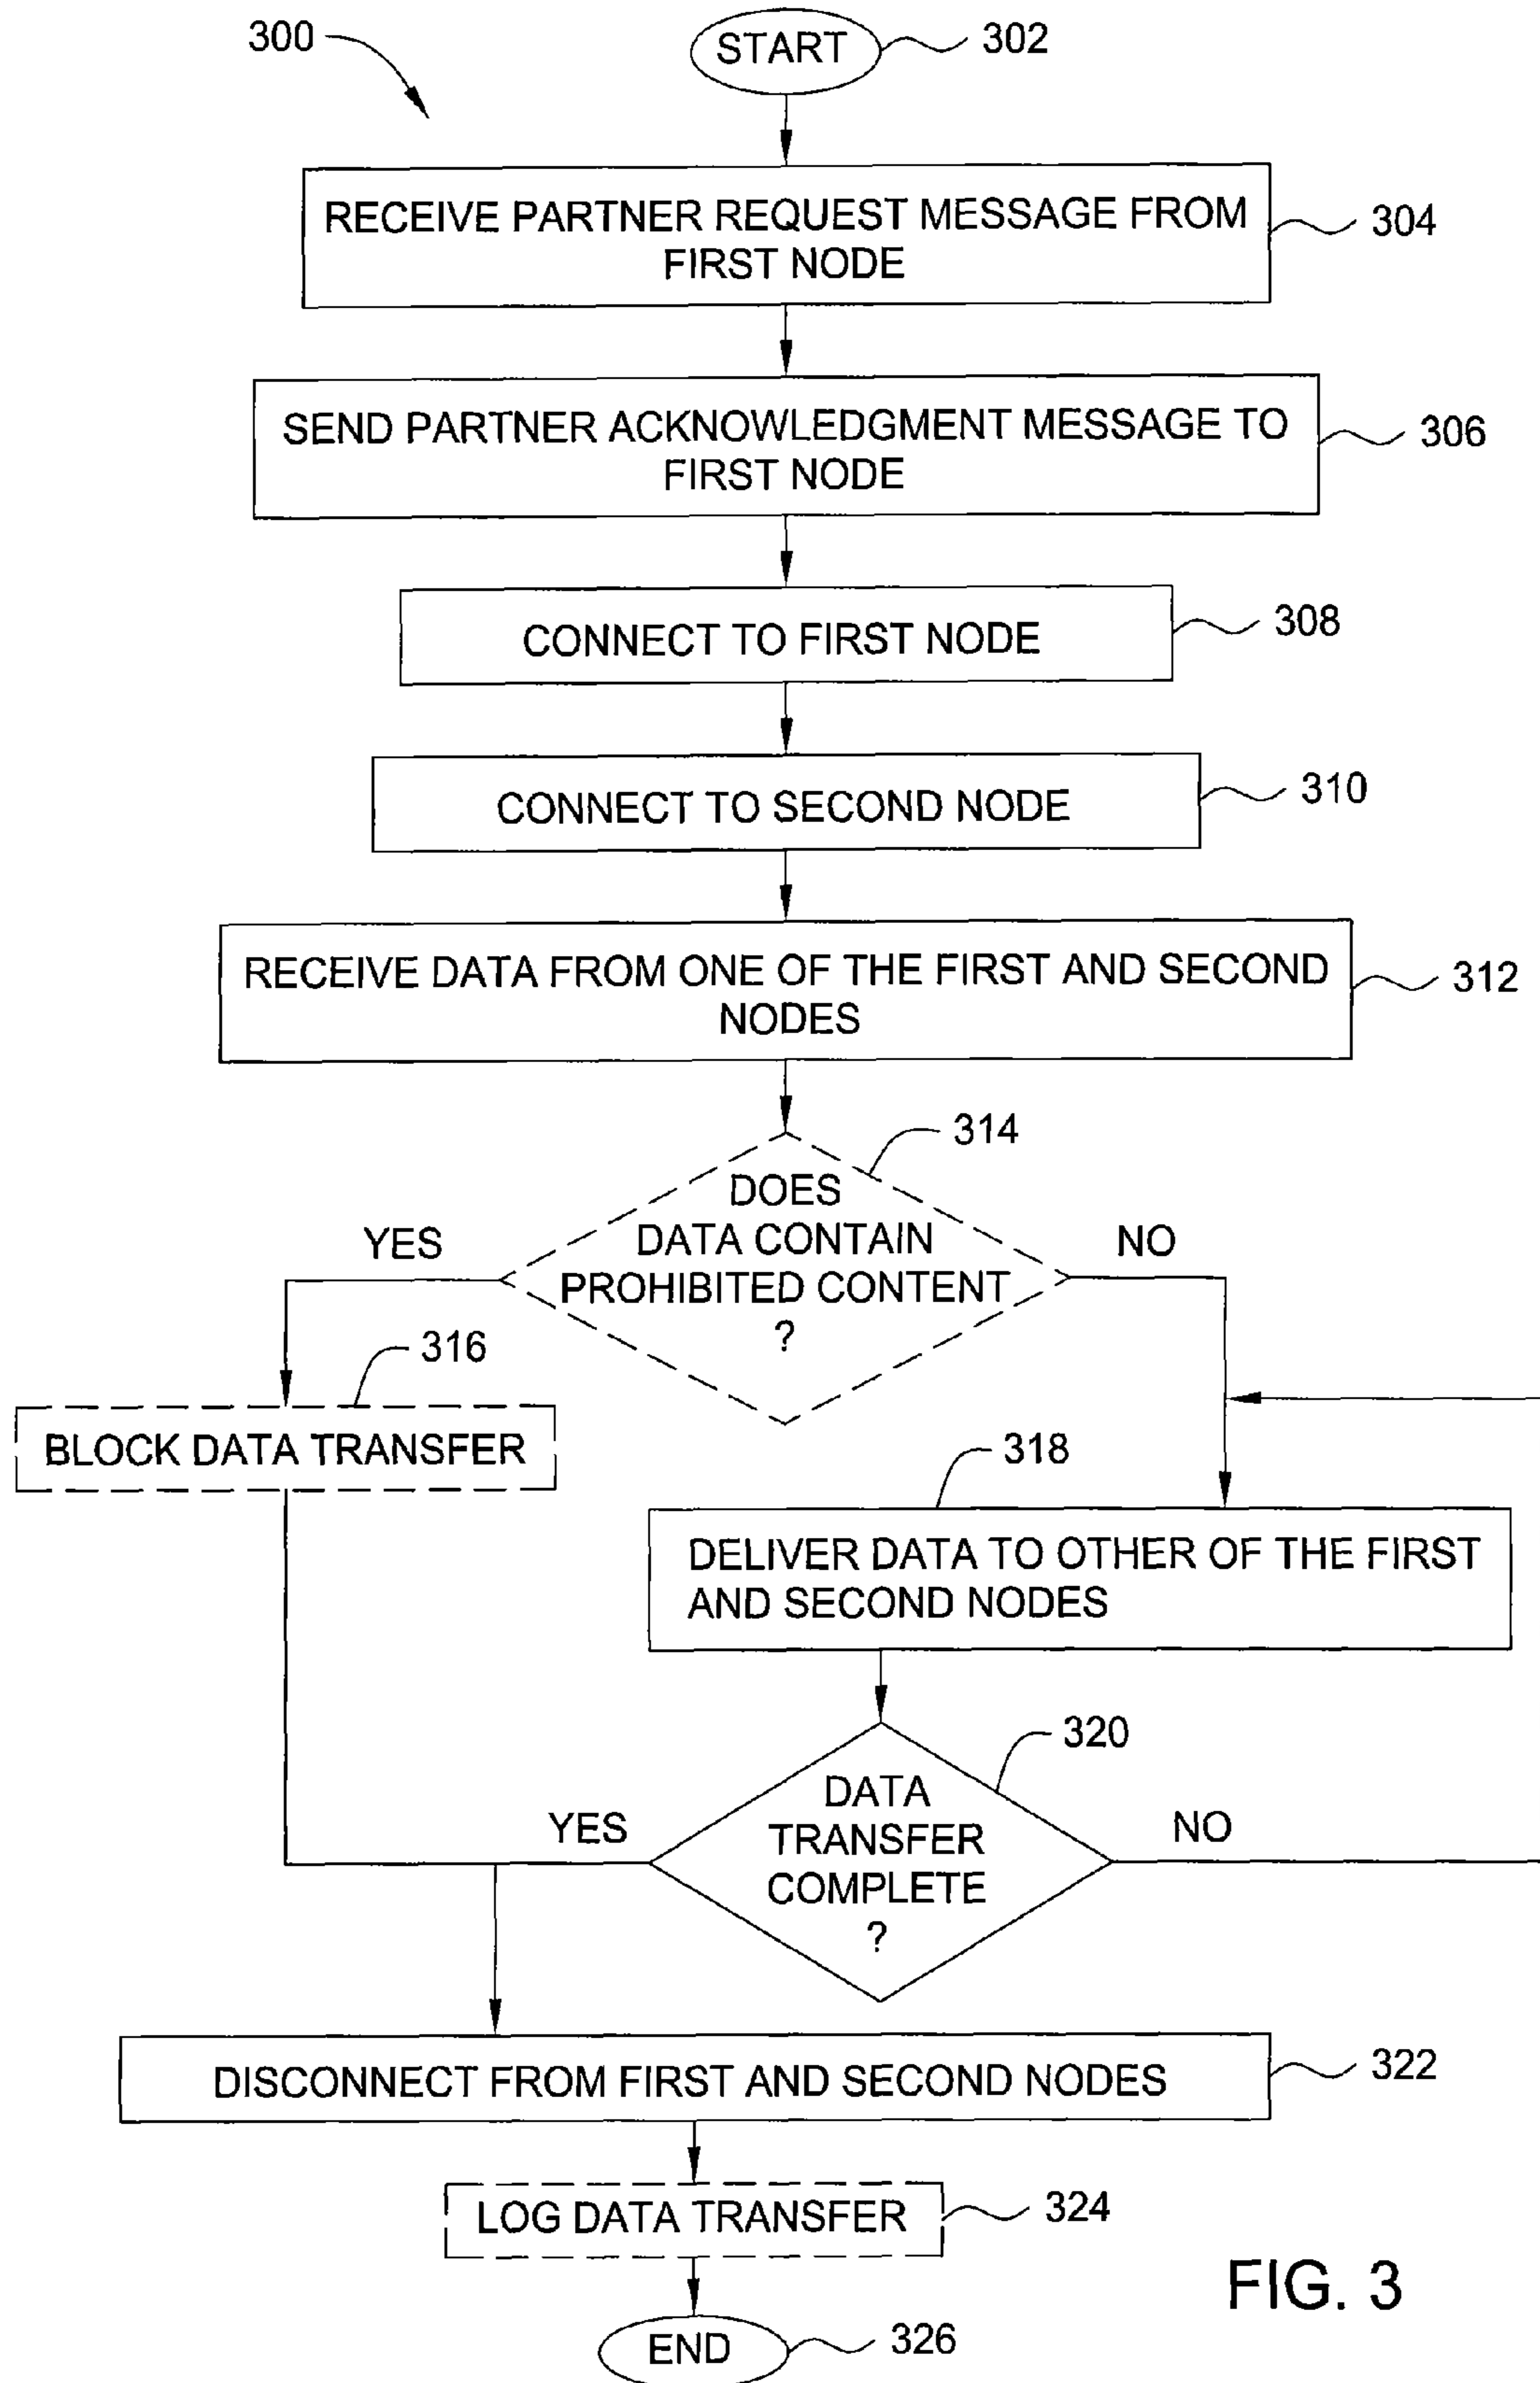 300
START
302
RECEIVE PARTNER REQUEST MESSAGE FROM
FIRST NODE
304
SEND PARTNER ACKNOWLEDGMENT MESSAGE TO
FIRST NODE
306
CONNECT TO FIRST NODE
308
CONNECT TO SECOND NODE
310
RECEIVE DATA FROM ONE OF THE FIRST AND SECOND
NODES
312
314
DOES
DATA CONTAIN
PROHIBITED CONTENT
?
YES
NO
316
BLOCK DATA TRANSFER
318
DELIVER DATA TO OTHER OF THE FIRST
AND SECOND NODES
320
DATA
TRANSFER
COMPLETE
?
YES
NO
DISCONNECT FROM FIRST AND SECOND NODES
322
LOG DATA TRANSFER
324
END
326
FIG. 3